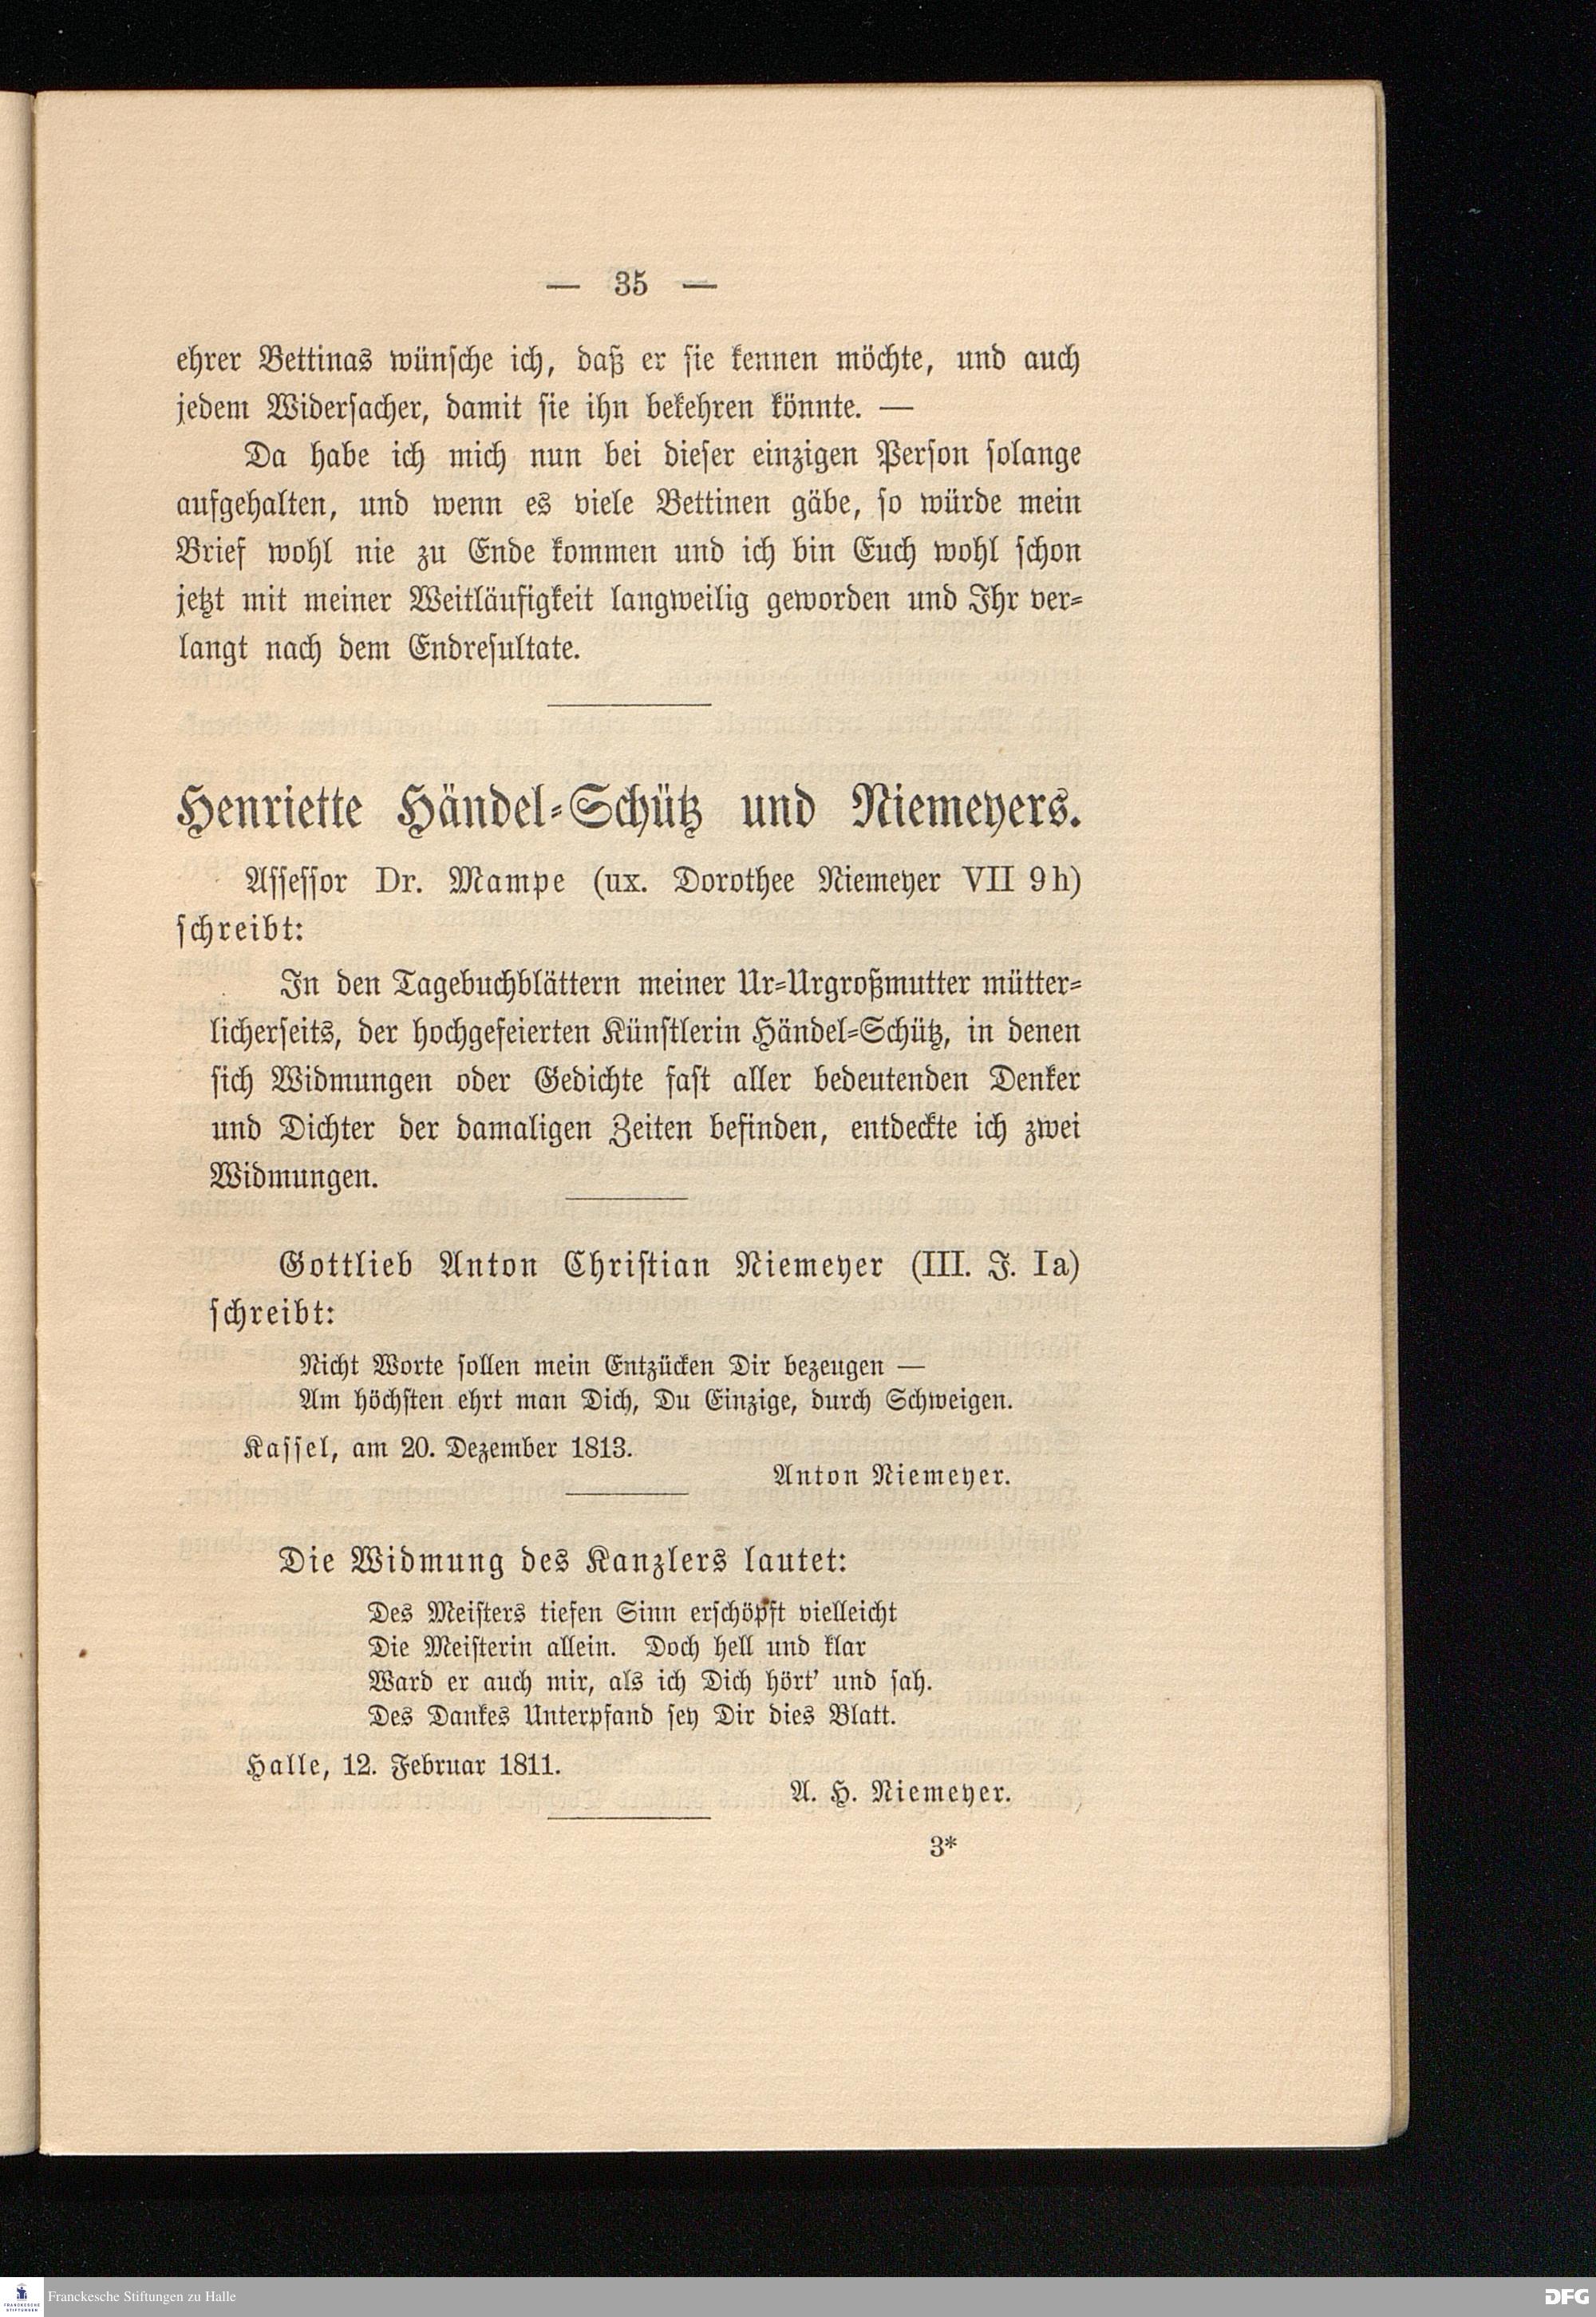 — 35 —
ehrer Bettinas wünsche ich, daß er sie kennen möchte, und auch
jedem Widersacher, damit sie ihn bekehren könnte. —
Da habe ich mich nun bei dieser einzigen Person solange
aufgehalten, und wenn es viele Bettinen gäbe, so würde mein
Brief wohl nie zu Ende kommen und ich bin Euch wohl schon
jetzt mit meiner Weitläufigkeit langweilig geworden und Ihr ver-
langt nach dem Endresultate.
Henriette Händel-Schütz und Niemeyers.
Assessor Dr. Mampe (ux. Dorothee Niemeyer VII 9h)
schreibt:
In den Tagebuchblättern meiner Ur-Urgroßmutter mütter-
licherseits, der hochgefeierten Künstlerin Händel-Schütz, in denen
sich Widmungen oder Gedichte fast aller bedeutenden Denker
und Dichter der damaligen Zeiten befinden, entdeckte ich zwei
Widmungen.
Gottlieb Anton Christian Niemeyer (III. J. Ia)
schreibt:
Nicht Worte sollen mein Entzücken Dir bezeugen —
Am höchsten ehrt man Dich, Du Einzige, durch Schweigen.
Kassel, am 20. Dezember 1813.
Anton Niemeyer.
Die Widmung des Kanzlers lautet:
Des Meisters tiefen Sinn erschöpft vielleicht
Die Meisterin allein. Doch hell und klar
Ward er auch mir, als ich Dich hört' und sah.
Des Dankes Unterpfand sey Dir dies Blatt.
Halle, 12. Februar 1811.
A. H. Niemeyer.
3*
FRANCKESCHE STIFTUNGEN
Franckesche Stiftungen zu Halle
DFG